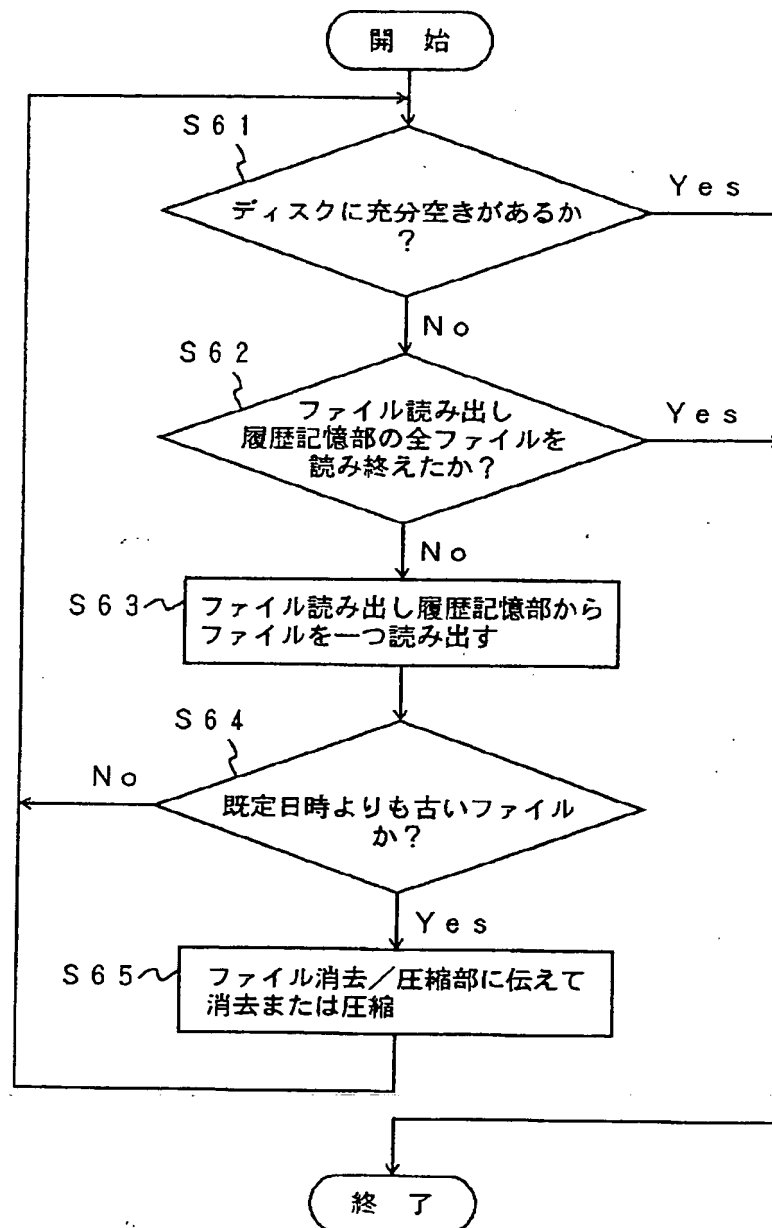 開 始
S61
ディスクに充分空きがあるか
？
Yes
No
S62
ファイル読み出し
履歴記憶部の全ファイルを
読み終えたか？
Yes
No
S63
ファイル読み出し履歴記憶部から
ファイルを一つ読み出す
S64
No
既定日時よりも古いファイル
か？
Yes
S65
ファイル消去／圧縮部に伝えて
消去または圧縮
終 了